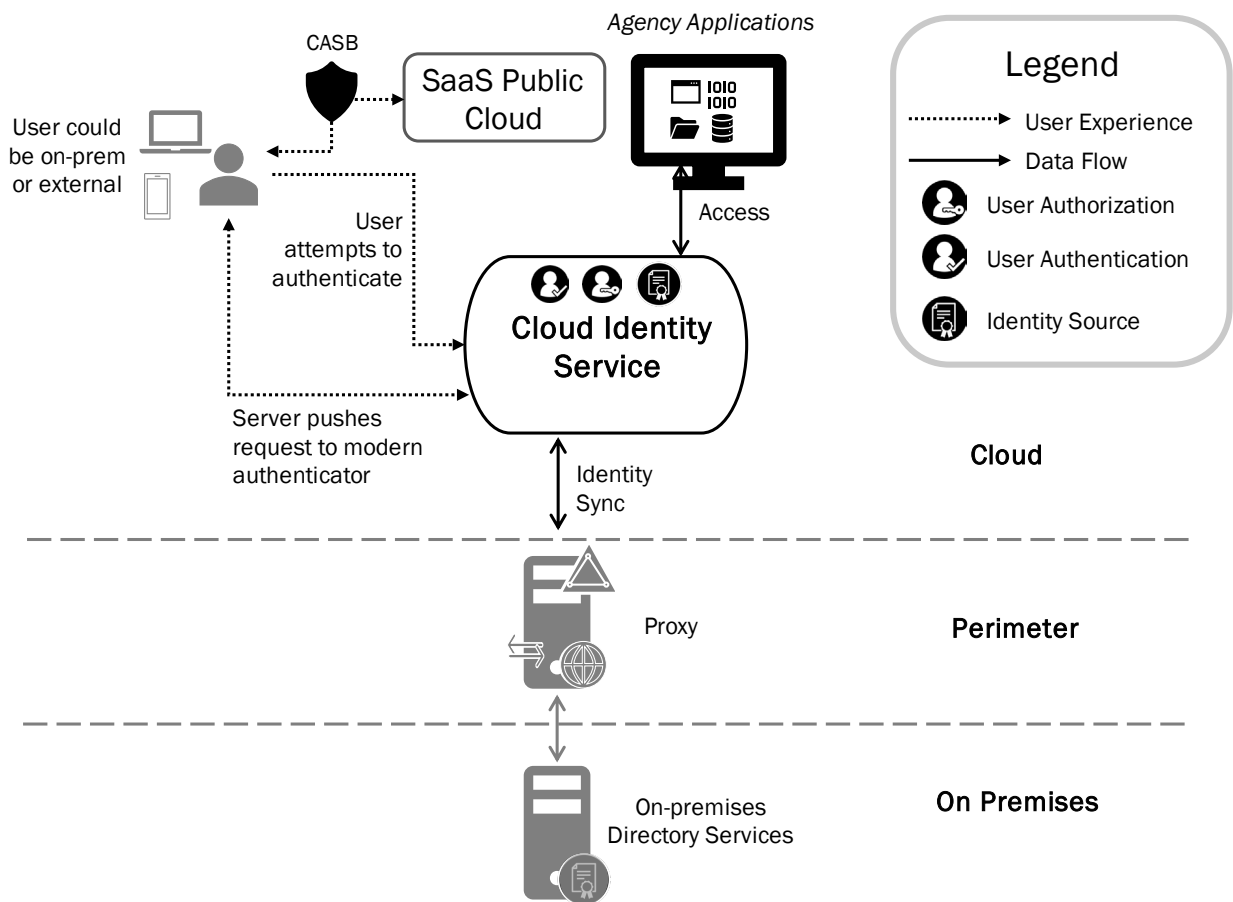 Agency Applications
CASB
SaaS Public
Cloud
1010
1010
User could
be on-prem
or external
Access
User
attempts to
authenticate
Cloud Identity
Service
Server pushes
request to modern
authenticator
Identity
Sync
Legend
User Experience
Data Flow
User Authorization
User Authentication
Identity Source
Cloud
Proxy
Perimeter
On-premises
Directory Services
On Premises